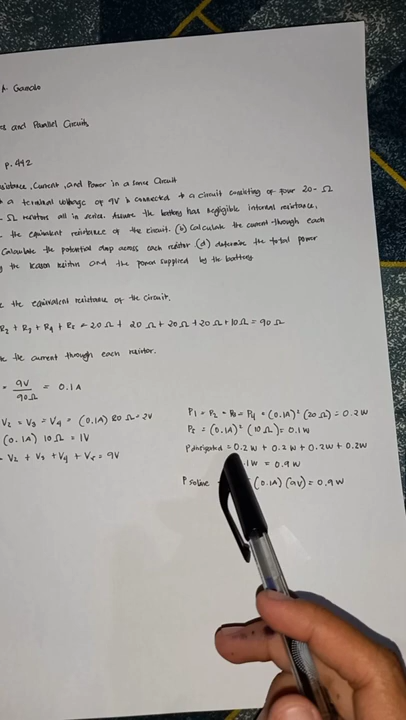 A. Gancho
and Parallel Circuits
p. 442
Resistance, Current, and Power in a Series Circuit
a terminal voltage of 9V is connected to a circuit consisting of four 20-Ω
Ω resistors all in series. Assume the battery has negligible internal resistance,
the equivalent resistance of the circuit. (b) Calculate the current through each
Calculate the potential drop across each resistor (d) determine the total power
by the resistors and the power supplied by the battery
the equivalent resistance of the circuit.
R2 + R3 + R4 + R5 = 20 Ω + 20 Ω + 20 Ω + 20 Ω + 10 Ω = 90 Ω
the current through each resistor.
= 9V/90Ω = 0.1 A
V2 = V3 = V4 = (0.1A) 20 Ω = 2V
(0.1A) 10 Ω = 1V
V2 + V3 + V4 + V5 = 9V
P1 = P2 = P3 = P4 = (0.1A)² (20 Ω) = 0.2 W
P5 = (0.1A)² (10 Ω) = 0.1 W
P dissipated = 0.2 W + 0.2 W + 0.2 W + 0.2W
.1W = 0.9 W
(0.1A) (9V) = 0.9 W